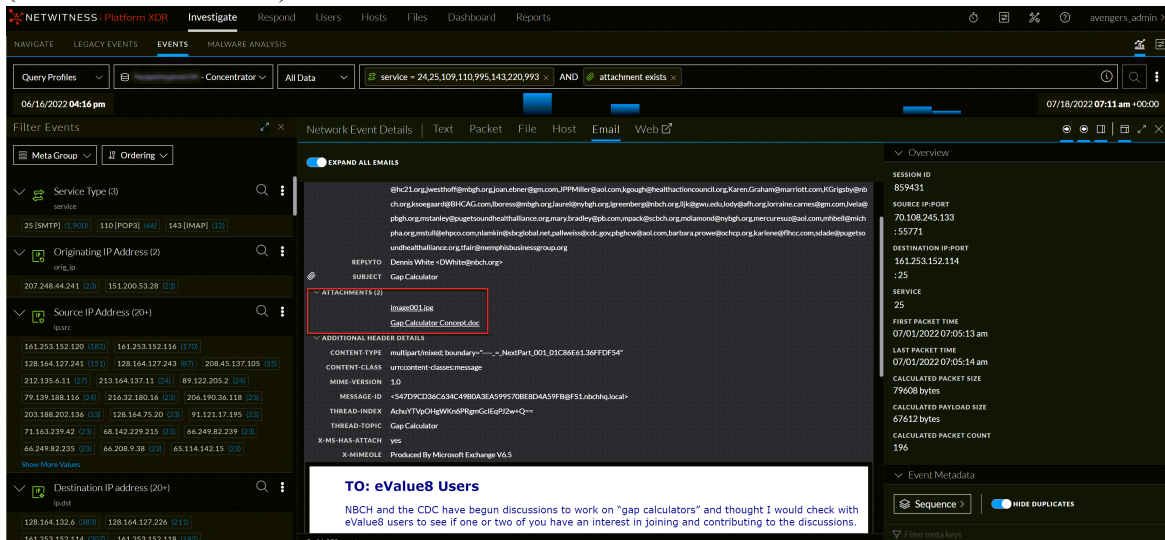 NETWITNESS Platform XDR Investigate Respond Users Hosts Files Dashboard Reports avengers_admin >
NAVIGATE LEGACY EVENTS EVENTS MALWARE ANALYSIS
Query Profiles - Concentrator All Data service = 24,25,109,110,995,143,220,993 × AND attachment exists ×
06/16/2022 04:16 pm 07/18/2022 07:11 am +00:00
Filter Events
Meta Group Ordering
Service Type (3)
service
25 [SMTP] (1,900) 110 [POP3] (46) 143 [IMAP] (12)
Originating IP Address (2)
orig_ip
207.248.44.241 (23) 151.200.53.28 (23)
Source IP Address (20+)
ip.src
161.253.152.120 (182) 161.253.152.116 (170)
128.164.127.241 (151) 128.164.127.243 (87) 208.45.137.105 (35)
212.135.6.11 (27) 213.164.137.11 (24) 89.122.205.2 (24)
79.139.188.116 (24) 216.32.180.16 (23) 206.190.36.118 (23)
203.188.202.136 (23) 128.164.75.20 (23) 91.121.17.195 (23)
71.163.239.42 (23) 68.142.229.215 (23) 66.249.82.239 (23)
66.249.82.235 (23) 66.208.9.38 (23) 65.114.142.15 (23)
Show More Values
Destination IP address (20+)
ip.dst
128.164.132.6 (380) 128.164.127.226 (211)
161.253.152.114 161.253.152.118
Network Event Details Text Packet File Host Email Web
EXPAND ALL EMAILS
@hc21.org,jwesthoff@mbgh.org,joan.ebner@gm.com,JPPMiller@aol.com,kgough@healthactioncouncil.org,Karen.Graham@marriott.com,KGrigsby@nb
ch.org,ksoegaard@BHCAG.com,lboress@mbgh.org,laurel@nybgh.org,lgreenberg@nbch.org,lljk@gwu.edu,lody@afh.org,lorraine.carnes@gm.com,lvela@
pbgh.org,mstanley@pugetsoundhealthalliance.org,mary.bradley@pb.com,mpack@scbch.org,mdiamond@nybgh.org,mercuresuz@aol.com,mhbell@mich
pha.org,mstull@ehpco.com,nlamkin@sbcglobal.net,pallweiss@cdc.gov,pbghcw@aol.com,barbara.prowe@ochcp.org,karlene@flhcc.com,sdade@pugetso
undhealthalliance.org,tfair@memphisbusinessgroup.org
REPLYTO Dennis White <DWhite@nbch.org>
SUBJECT Gap Calculator
ATTACHMENTS (2)
image001.jpg
Gap Calculator Concept.doc
ADDITIONAL HEADER DETAILS
CONTENT-TYPE multipart/mixed; boundary="----_=_NextPart_001_01C86E61.36FFDF54"
CONTENT-CLASS urn:content-classes:message
MIME-VERSION 1.0
MESSAGE-ID <547D9CD36C634C49B0A3EA599570BE8D4A59FB@FS1.nbchhq.local>
THREAD-INDEX AchuYTVpOHgWKn6PRgmGclEqPJ2w+Q==
THREAD-TOPIC Gap Calculator
X-MS-HAS-ATTACH yes
X-MIMEOLE Produced By Microsoft Exchange V6.5
TO: eValue8 Users
NBCH and the CDC have begun discussions to work on "gap calculators" and thought I would check with
eValue8 users to see if one or two of you have an interest in joining and contributing to the discussions.
Overview
SESSION ID
859431
SOURCE IP:PORT
70.108.245.133
: 55771
DESTINATION IP:PORT
161.253.152.114
: 25
SERVICE
25
FIRST PACKET TIME
07/01/2022 07:05:13 am
LAST PACKET TIME
07/01/2022 07:05:14 am
CALCULATED PACKET SIZE
79608 bytes
CALCULATED PAYLOAD SIZE
67612 bytes
CALCULATED PACKET COUNT
196
Event Metadata
Sequence > HIDE DUPLICATES
Filter meta keys